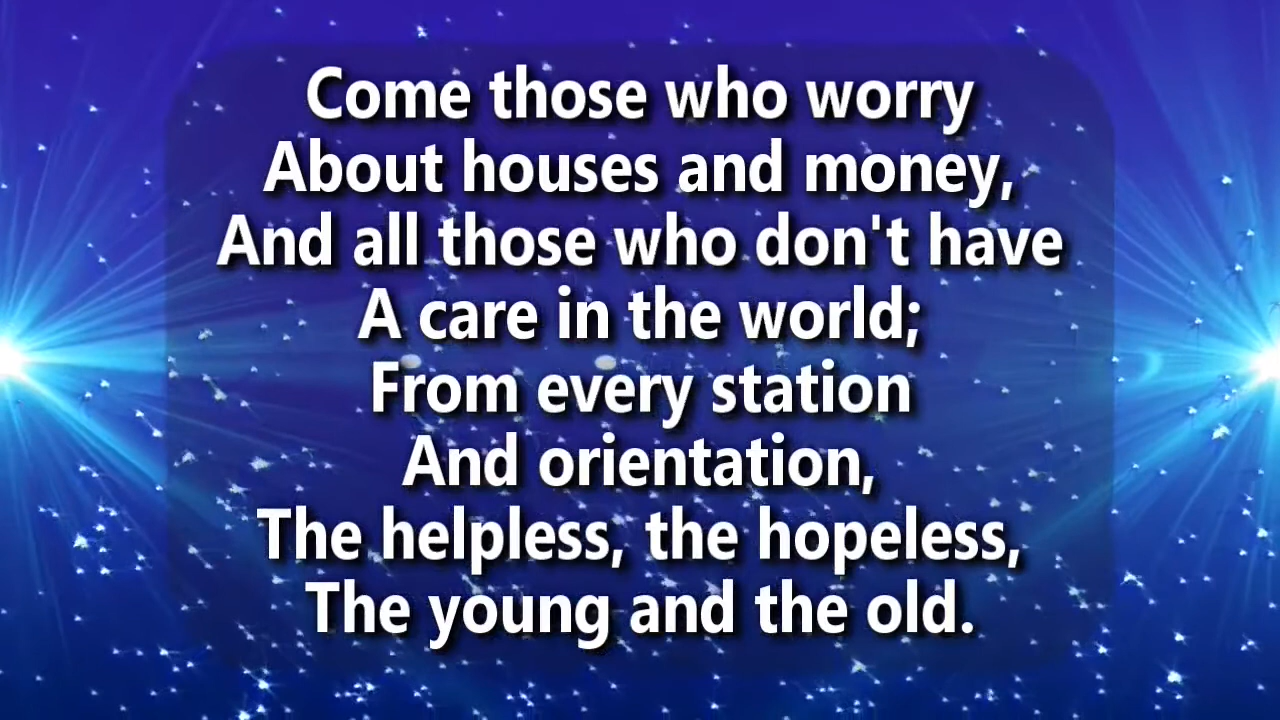 Come those who worry
About houses and money,
And all those who don't have
A care in the world;
From every station
And orientation,
The helpless, the hopeless,
The young and the old.